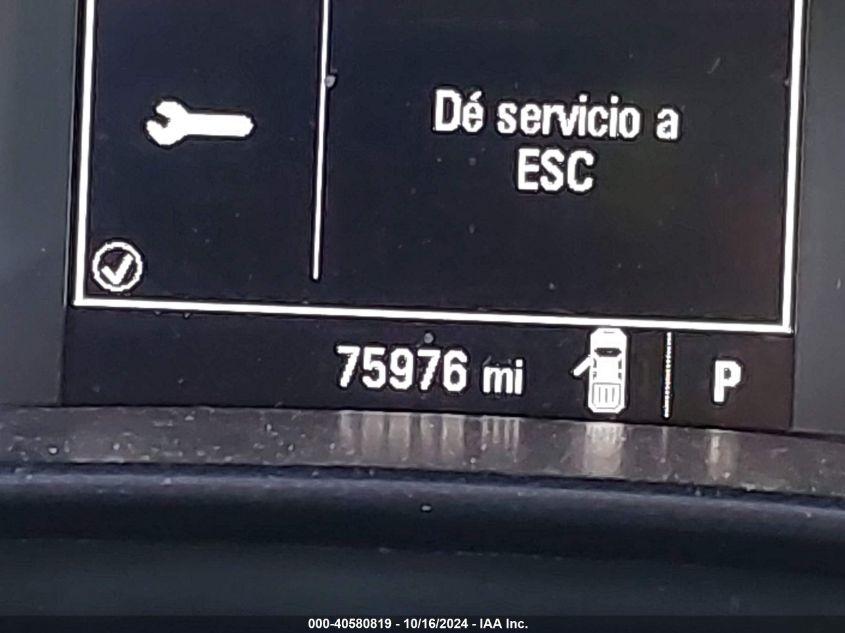 Dé servicio a
ESC
75976 mi
P
000-40580819 - 10/16/2024 - IAA Inc.